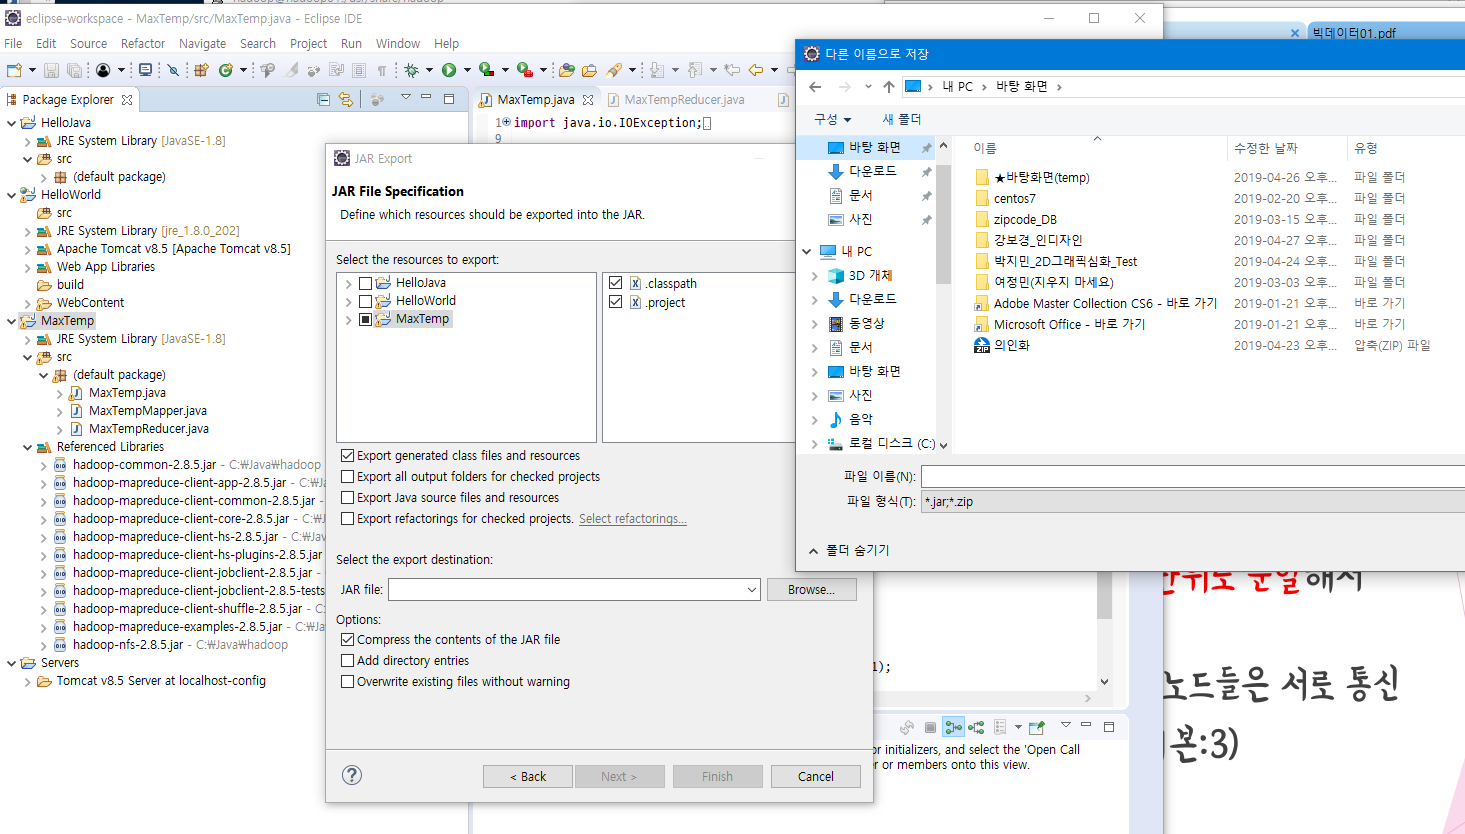 hadoop@hadoop01:/usr/share/hadoop
eclipse-workspace - MaxTemp/src/MaxTemp.java - Eclipse IDE
File Edit Source Refactor Navigate Search Project Run Window Help
빅데이터01.pdf
Package Explorer
HelloJava
JRE System Library [JavaSE-1.8]
src
(default package)
HelloWorld
src
JRE System Library [jre_1.8.0_202]
Apache Tomcat v8.5 [Apache Tomcat v8.5]
Web App Libraries
build
WebContent
MaxTemp
JRE System Library [JavaSE-1.8]
src
(default package)
MaxTemp.java
MaxTempMapper.java
MaxTempReducer.java
Referenced Libraries
hadoop-common-2.8.5.jar - C:₩Java₩hadoop
hadoop-mapreduce-client-app-2.8.5.jar - C:₩J
hadoop-mapreduce-client-common-2.8.5.jar - 
hadoop-mapreduce-client-core-2.8.5.jar - C:₩J
hadoop-mapreduce-client-hs-2.8.5.jar - C:₩Ja
hadoop-mapreduce-client-hs-plugins-2.8.5.jar
hadoop-mapreduce-client-jobclient-2.8.5.jar -
hadoop-mapreduce-client-jobclient-2.8.5-tests
hadoop-mapreduce-client-shuffle-2.8.5.jar - C
hadoop-mapreduce-examples-2.8.5.jar - C:₩Ja
hadoop-nfs-2.8.5.jar - C:₩Java₩hadoop
Servers
Tomcat v8.5 Server at localhost-config
MaxTemp.java MaxTempReducer.java
1 import java.io.IOException;
9
JAR Export
JAR File Specification
Define which resources should be exported into the JAR.
Select the resources to export:
HelloJava
HelloWorld
MaxTemp
.classpath
.project
Export generated class files and resources
Export all output folders for checked projects
Export Java source files and resources
Export refactorings for checked projects. Select refactorings...
Select the export destination:
JAR file: Browse...
Options:
Compress the contents of the JAR file
Add directory entries
Overwrite existing files without warning
< Back Next > Finish Cancel
다른 이름으로 저장
내 PC 바탕 화면
구성 새 폴더
바탕 화면
다운로드
문서
사진
내 PC
3D 개체
다운로드
동영상
문서
바탕 화면
사진
음악
로컬 디스크 (C:)
이름 수정한 날짜 유형
★바탕화면(temp) 2019-04-26 오후... 파일 폴더
centos7 2019-02-20 오후... 파일 폴더
zipcode_DB 2019-03-15 오후... 파일 폴더
강보경_인디자인 2019-04-27 오후... 파일 폴더
박지민_2D그래픽심화_Test 2019-04-24 오후... 파일 폴더
여정민(지우지 마세요) 2019-03-03 오후... 파일 폴더
Adobe Master Collection CS6 - 바로 가기 2019-01-21 오후... 바로 가기
Microsoft Office - 바로 가기 2019-01-21 오후... 바로 가기
의인화 2019-04-23 오후... 압축(ZIP) 파일
파일 이름(N):
파일 형식(T): *.jar;*.zip
폴더 숨기기
1);
or initializers, and select the 'Open Call
er or members onto this view.
단위로 분할해서
노드들은 서로 통신
본:3)